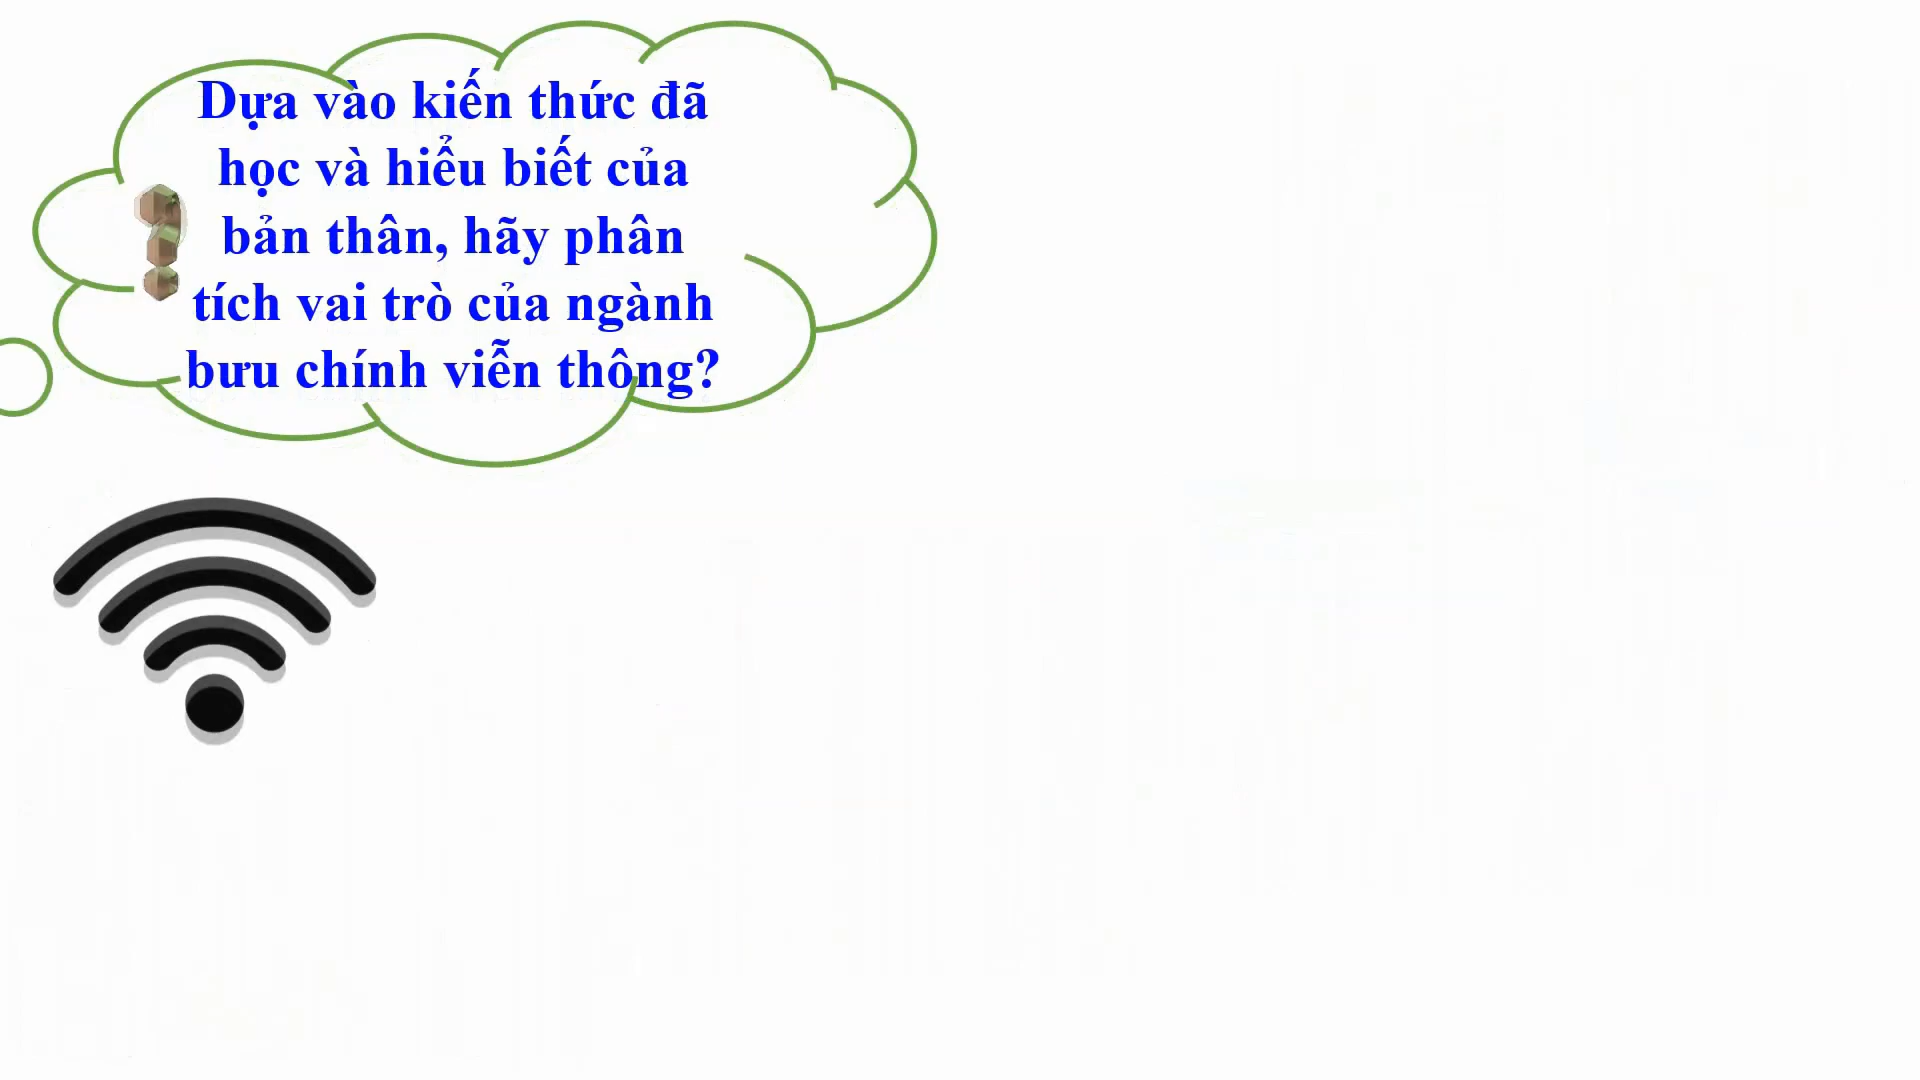 Dựa vào kiến thức đã
học và hiểu biết của
bản thân, hãy phân
tích vai trò của ngành
bưu chính viễn thông?